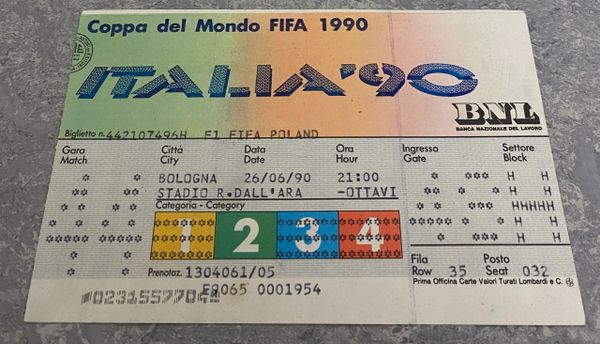 Coppa del Mondo FIFA 1990
ITALIA '90
BNL
BANCA NAZIONALE DEL LAVORO
Biglietto n. 442107496H F1 FIFA POLAND
Gara Città Data Ora Ingresso Settore
Match City Date Hour Gate Block
BOLOGNA 26/06/90 21:00
STADIO R.DALL'ARA -OTTAVI
Categoria - Category
1 2 3 4
Fila Posto
Row 35 Seat 032
Prenotaz. 1304061/05
Prima Officina Carte Valori Turati Lombardi e C.
E9065 0001954